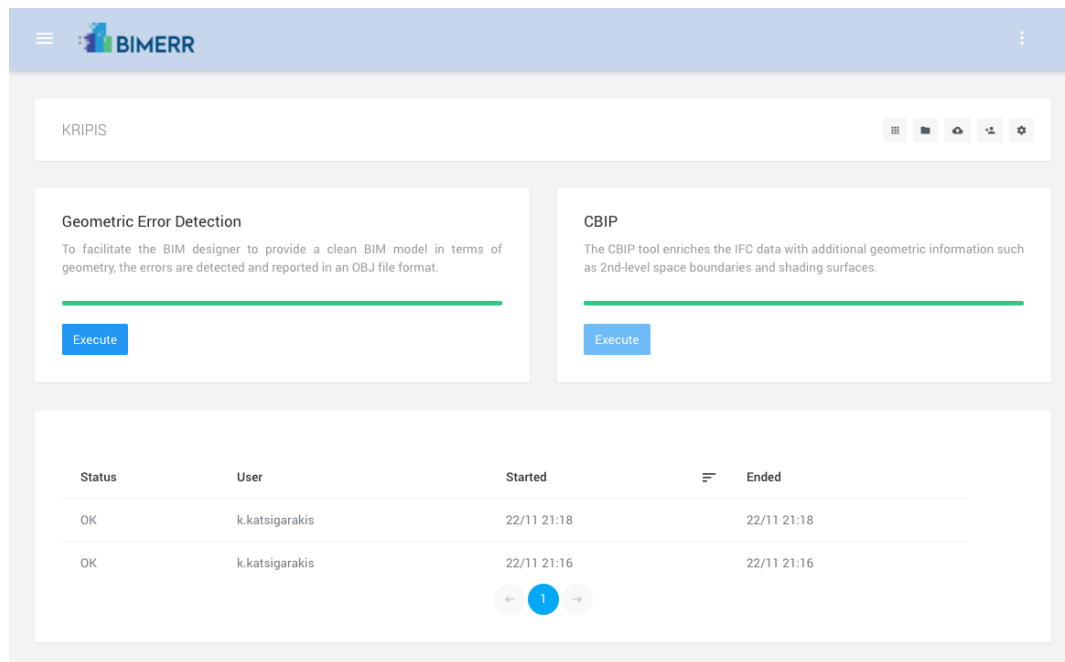 BIMERR
KRIPIS
Geometric Error Detection
To facilitate the BIM designer to provide a clean BIM model in terms of
geometry, the errors are detected and reported in an OBJ file format.
Execute
CBIP
The CBIP tool enriches the IFC data with additional geometric information such
as 2nd-level space boundaries and shading surfaces.
Execute
Status User Started Ended
OK k.katsigarakis 22/11 21:18 22/11 21:18
OK k.katsigarakis 22/11 21:16 22/11 21:16
← 1 →